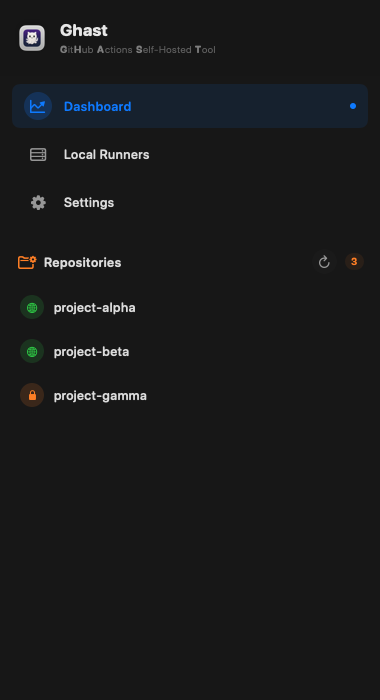 Ghast
GitHub Actions Self-Hosted Tool
Dashboard
Local Runners
Settings
Repositories 3
project-alpha
project-beta
project-gamma